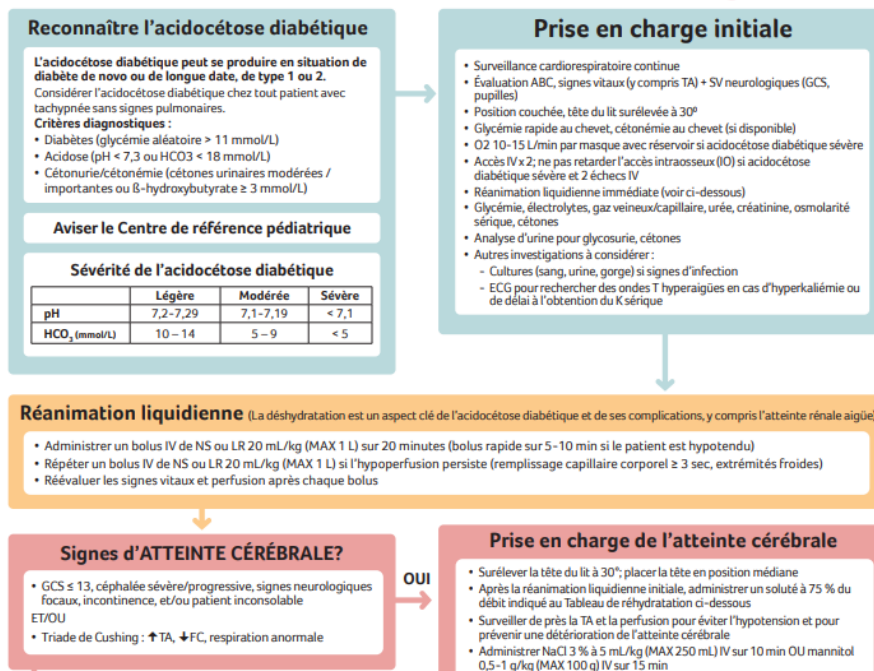 Reconnaître l'acidocétose diabétique
L'acidocétose diabétique peut se produire en situation de
diabète de novo ou de longue date, de type 1 ou 2.
Considérer l'acidocétose diabétique chez tout patient avec
tachypnée sans signes pulmonaires.
Critères diagnostiques :
• Diabètes (glycémie aléatoire > 11 mmol/L)
• Acidose (pH < 7,3 ou HCO3 < 18 mmol/L)
• Cétonurie/cétonémie (cétones urinaires modérées /
importantes ou ß-hydroxybutyrate ≥ 3 mmol/L)
Aviser le Centre de référence pédiatrique
Sévérité de l'acidocétose diabétique
Légère Modérée Sévère
pH 7,2-7,29 7,1-7,19 < 7,1
HCO3 (mmol/L) 10 – 14 5 – 9 < 5
Prise en charge initiale
• Surveillance cardiorespiratoire continue
• Évaluation ABC, signes vitaux (y compris TA) + SV neurologiques (GCS,
pupilles)
• Position couchée, tête du lit surélevée à 30º
• Glycémie rapide au chevet, cétonémie au chevet (si disponible)
• O2 10-15 L/min par masque avec réservoir si acidocétose diabétique sévère
• Accès IV x 2; ne pas retarder l'accès intraosseux (IO) si acidocétose
diabétique sévère et 2 échecs IV
• Réanimation liquidienne immédiate (voir ci-dessous)
• Glycémie, électrolytes, gaz veineux/capillaire, urée, créatinine, osmolarité
sérique, cétones
• Analyse d'urine pour glycosurie, cétones
• Autres investigations à considérer :
- Cultures (sang, urine, gorge) si signes d'infection
- ECG pour rechercher des ondes T hyperaigües en cas d'hyperkaliémie ou
de délai à l'obtention du K sérique
Réanimation liquidienne (La déshydratation est un aspect clé de l'acidocétose diabétique et de ses complications, y compris l'atteinte rénale aigüe)
• Administrer un bolus IV de NS ou LR 20 mL/kg (MAX 1 L) sur 20 minutes (bolus rapide sur 5-10 min si le patient est hypotendu)
• Répéter un bolus IV de NS ou LR 20 mL/kg (MAX 1 L) si l'hypoperfusion persiste (remplissage capillaire corporel ≥ 3 sec, extrémités froides)
• Réévaluer les signes vitaux et perfusion après chaque bolus
Signes d'ATTEINTE CÉRÉBRALE?
• GCS ≤ 13, céphalée sévère/progressive, signes neurologiques
focaux, incontinence, et/ou patient inconsolable
ET/OU
• Triade de Cushing : ↑TA, ↓FC, respiration anormale
OUI
Prise en charge de l'atteinte cérébrale
• Surélever la tête du lit à 30°; placer la tête en position médiane
• Après la réanimation liquidienne initiale, administrer un soluté à 75 % du
débit indiqué au Tableau de réhydratation ci-dessous
• Surveiller de près la TA et la perfusion pour éviter l'hypotension et pour
prévenir une détérioration de l'atteinte cérébrale
• Administrer NaCl 3 % à 5 mL/kg (MAX 250 mL) IV sur 10 min OU mannitol
0,5-1 g/kg (MAX 100 g) IV sur 15 min